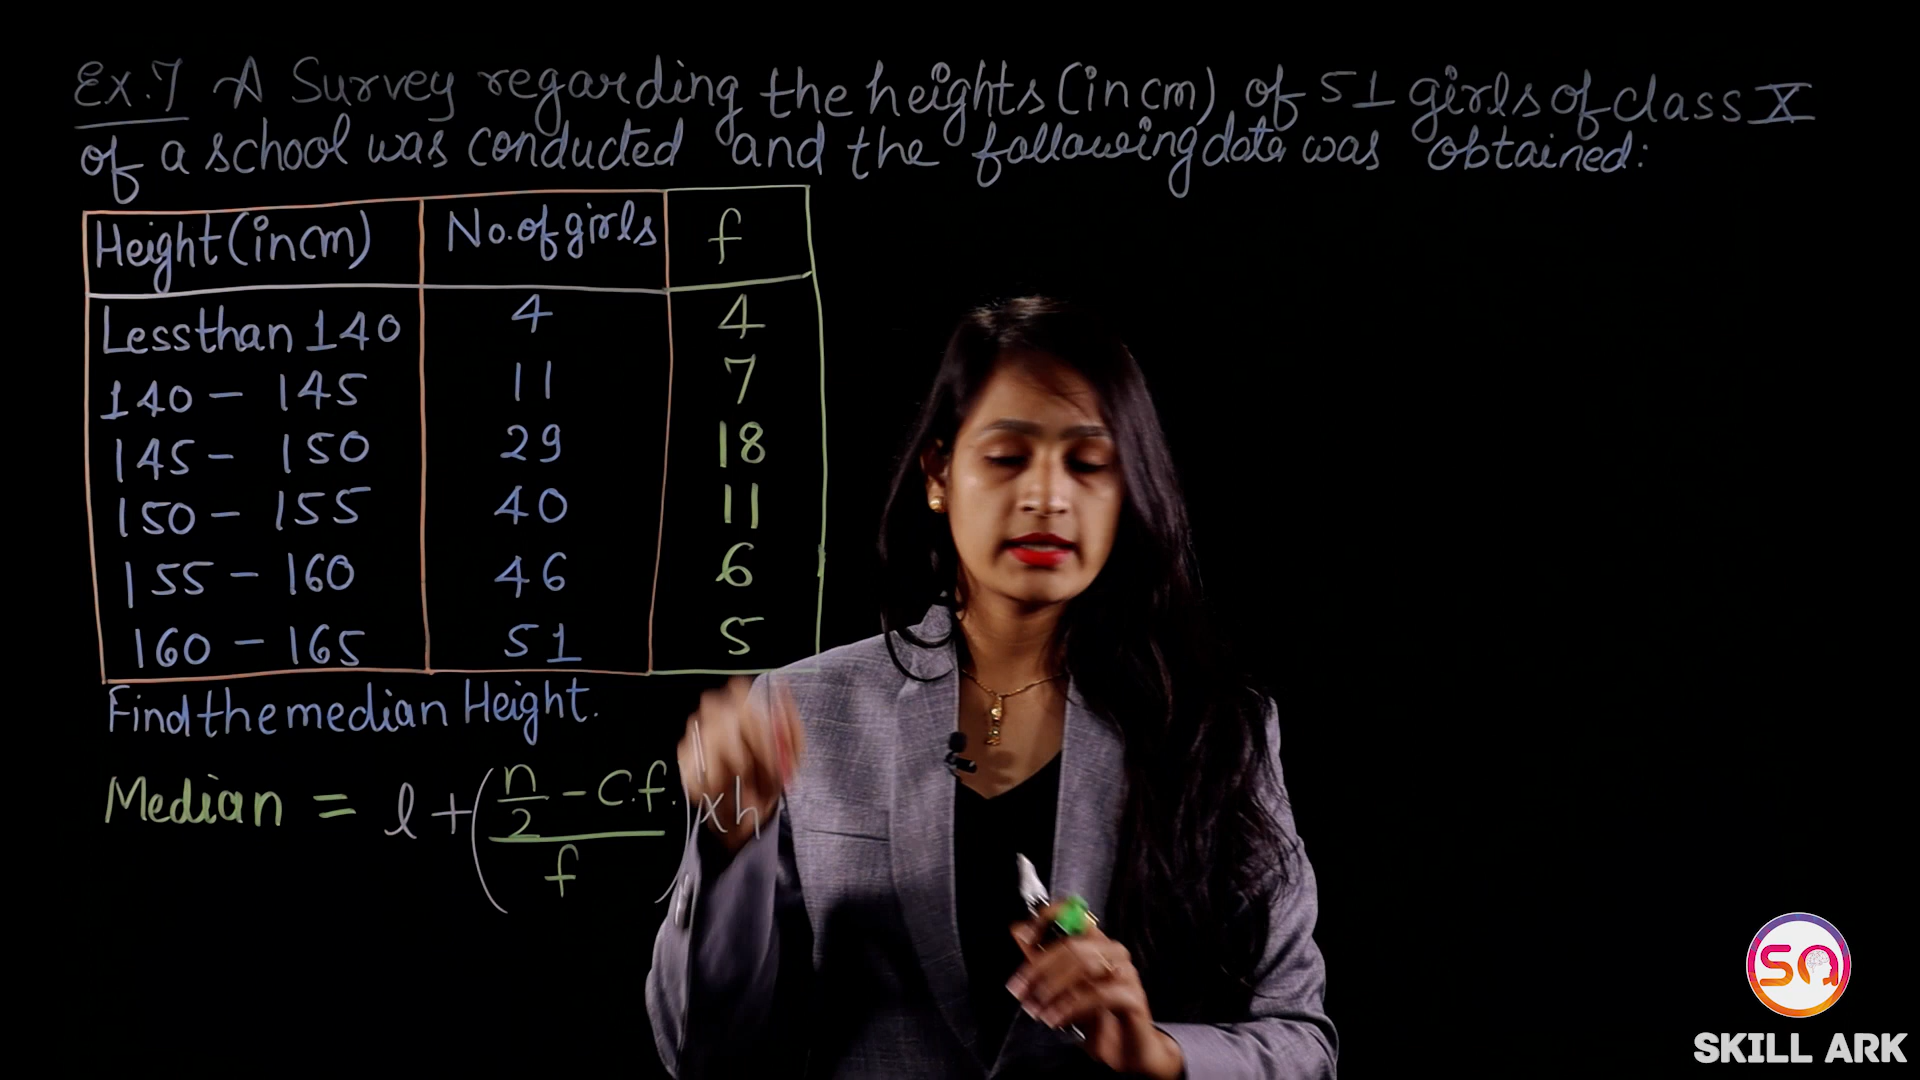 Ex.7 A Survey regarding the heights (in cm) of 51 girls of class X
of a school was conducted and the following data was obtained:
Height (in cm) No. of girls f
Less than 140 4 4
140 - 145 11 7
145 - 150 29 18
150 - 155 40 11
155 - 160 46 6
160 - 165 51 5
Find the median Height.
Median = l + ( n/2 - C.f. / f ) x h
SA
SKILL ARK